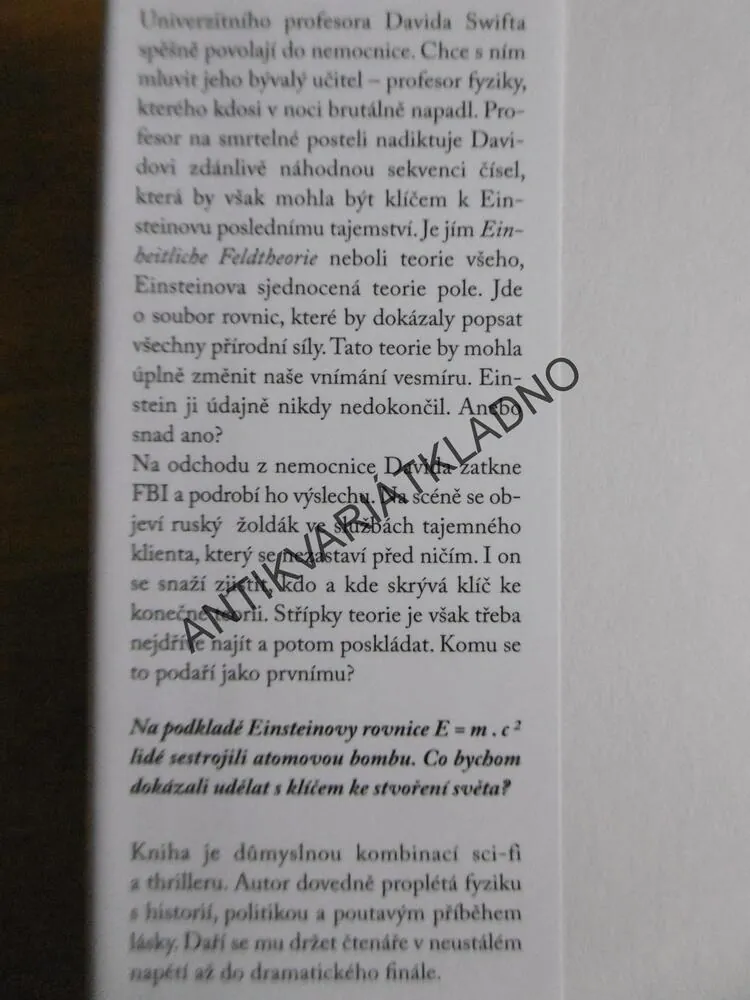 Univerzitního profesora Davida Swifta
spěšně povolají do nemocnice. Chce s ním
mluvit jeho bývalý učitel – profesor fyziky,
kterého kdosi v noci brutálně napadl. Pro-
fesor na smrtelné posteli nadiktuje Davi-
dovi zdánlivě náhodnou sekvenci čísel,
která by však mohla být klíčem k Ein-
steinovu poslednímu tajemství. Je jím Ein-
heitliche Feldtheorie neboli teorie všeho,
Einsteinova sjednocená teorie pole. Jde
o soubor rovnic, které by dokázaly popsat
všechny přírodní síly. Tato teorie by mohla
úplně změnit naše vnímání vesmíru. Ein-
stein ji údajně nikdy nedokončil. Anebo
snad ano?
Na odchodu z nemocnice Davida zatkne
FBI a podrobí ho výslechu. Na scéně se ob-
jeví ruský žoldák ve službách tajemného
klienta, který se nezastaví před ničím. I on
se snaží zjistit, kdo a kde skrývá klíč ke
konečné teorii. Střípky teorie je však třeba
nejdříve najít a potom poskládat. Komu se
to podaří jako prvnímu?
Na podkladě Einsteinovy rovnice E = m . c²
lidé sestrojili atomovou bombu. Co bychom
dokázali udělat s klíčem ke stvoření světa?
Kniha je důmyslnou kombinací sci-fi
a thrilleru. Autor dovedně proplétá fyziku
s historií, politikou a poutavým příběhem
lásky. Daří se mu držet čtenáře v neustálém
napětí až do dramatického finále.
ANTIKVARIÁTKLADNO